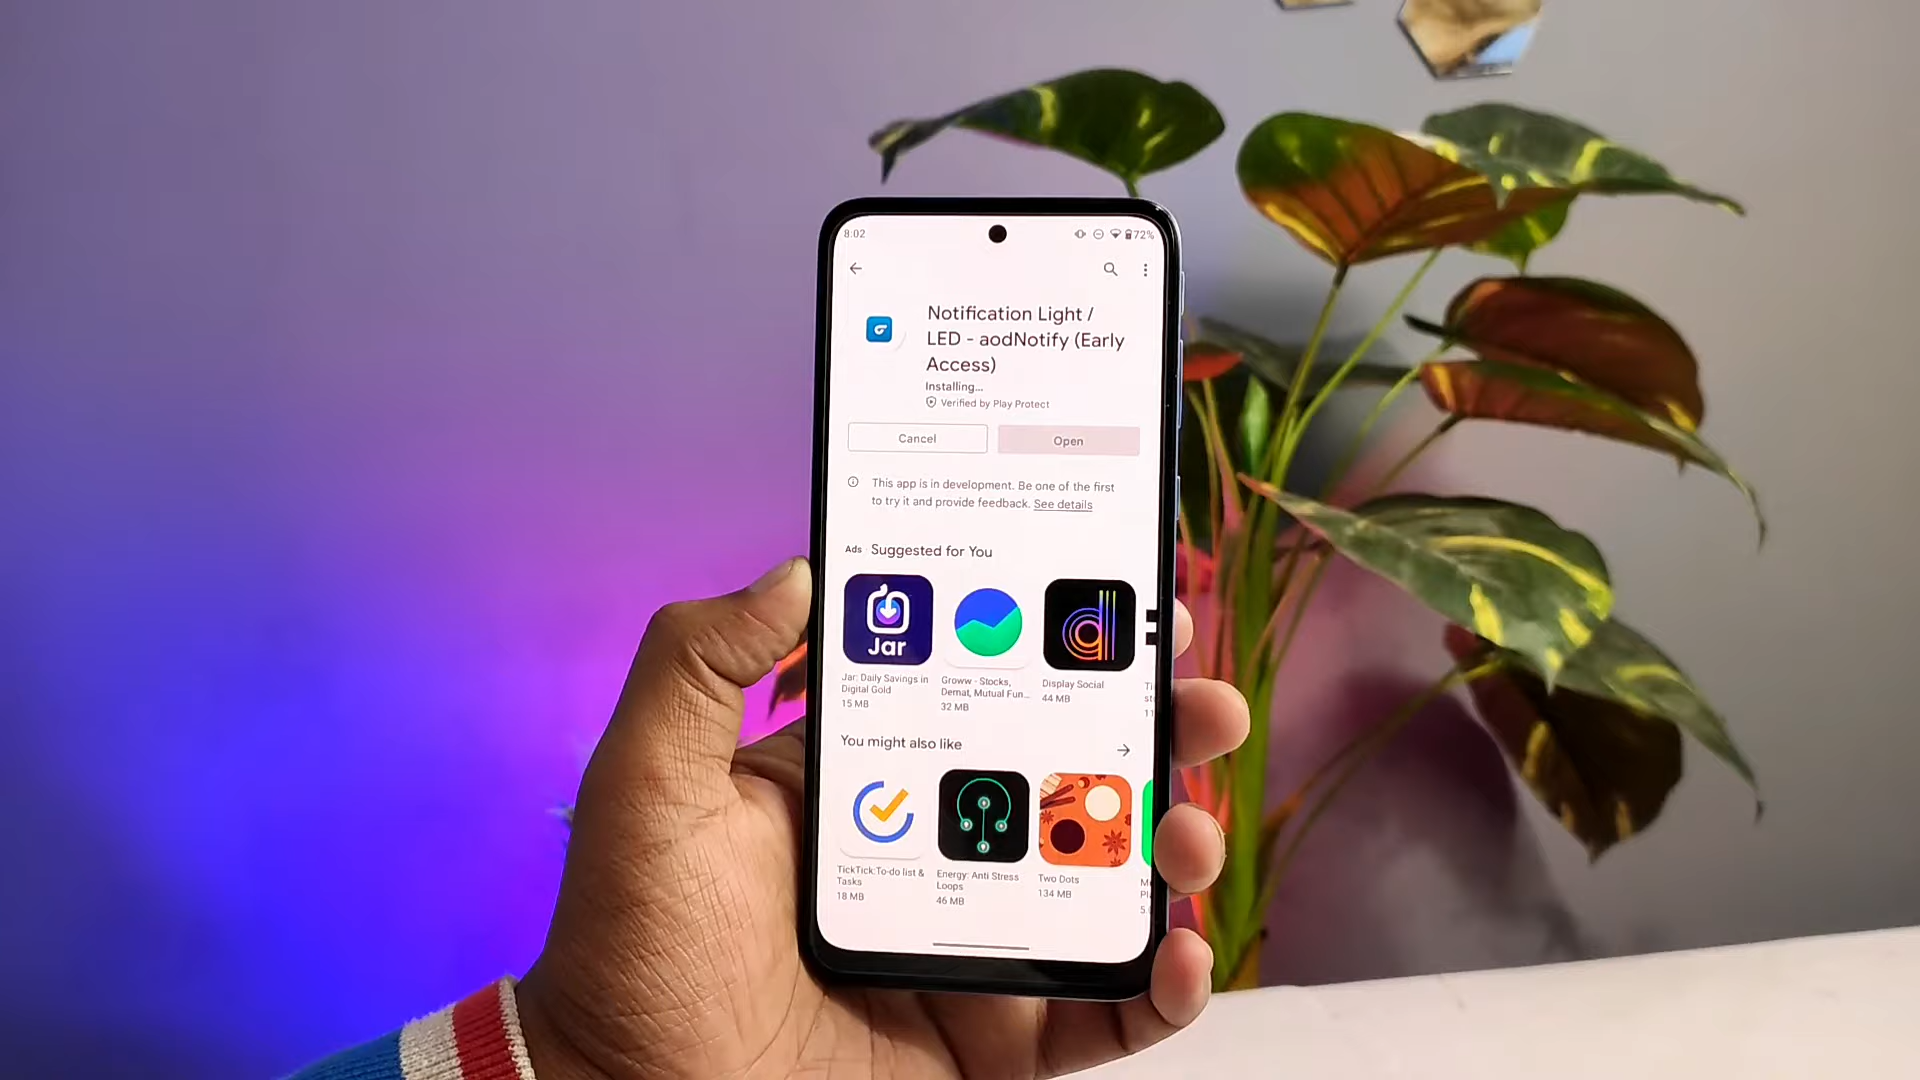 8:02
72%
Notification Light /
LED - aodNotify (Early
Access)
Installing...
Verified by Play Protect
Cancel
Open
This app is in development. Be one of the first
to try it and provide feedback. See details
Ads · Suggested for You
Jar
Jar: Daily Savings in
Digital Gold
15 MB
Groww - Stocks,
Demat, Mutual Fun...
32 MB
Display Social
44 MB
You might also like
TickTick:To-do list &
Tasks
18 MB
Energy: Anti Stress
Loops
46 MB
Two Dots
134 MB